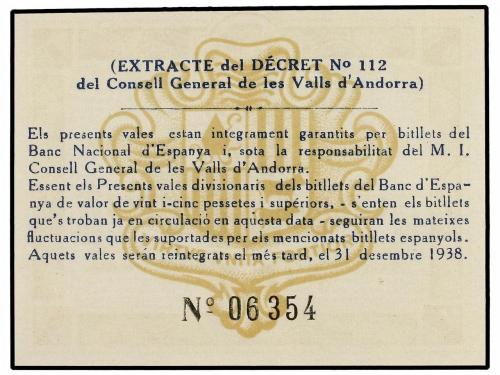 (EXTRACTE del DÉCRET Nº 112
del Consell General de les Valls d'Andorra)
Els presents vales estan integrament garantits per bitllets del
Banc Nacional d'Espanya i, sota la responsabilitat del M. I.
Consell General de les Valls d'Andorra.
Essent els Presents vales divisionaris dels bitllets del Banc d'Espa-
nya de valor de vint i-cinc pessetes i supériors, - s'enten els bitllets
que's troban ja en circulació en aqüesta data - seguiran les mateixes
fluctuacions que les suportades per els mencionats bitllets espanyols.
Aquets vales serán reintegrats el més tard, el 31 desembre 1938.
Nº 06354